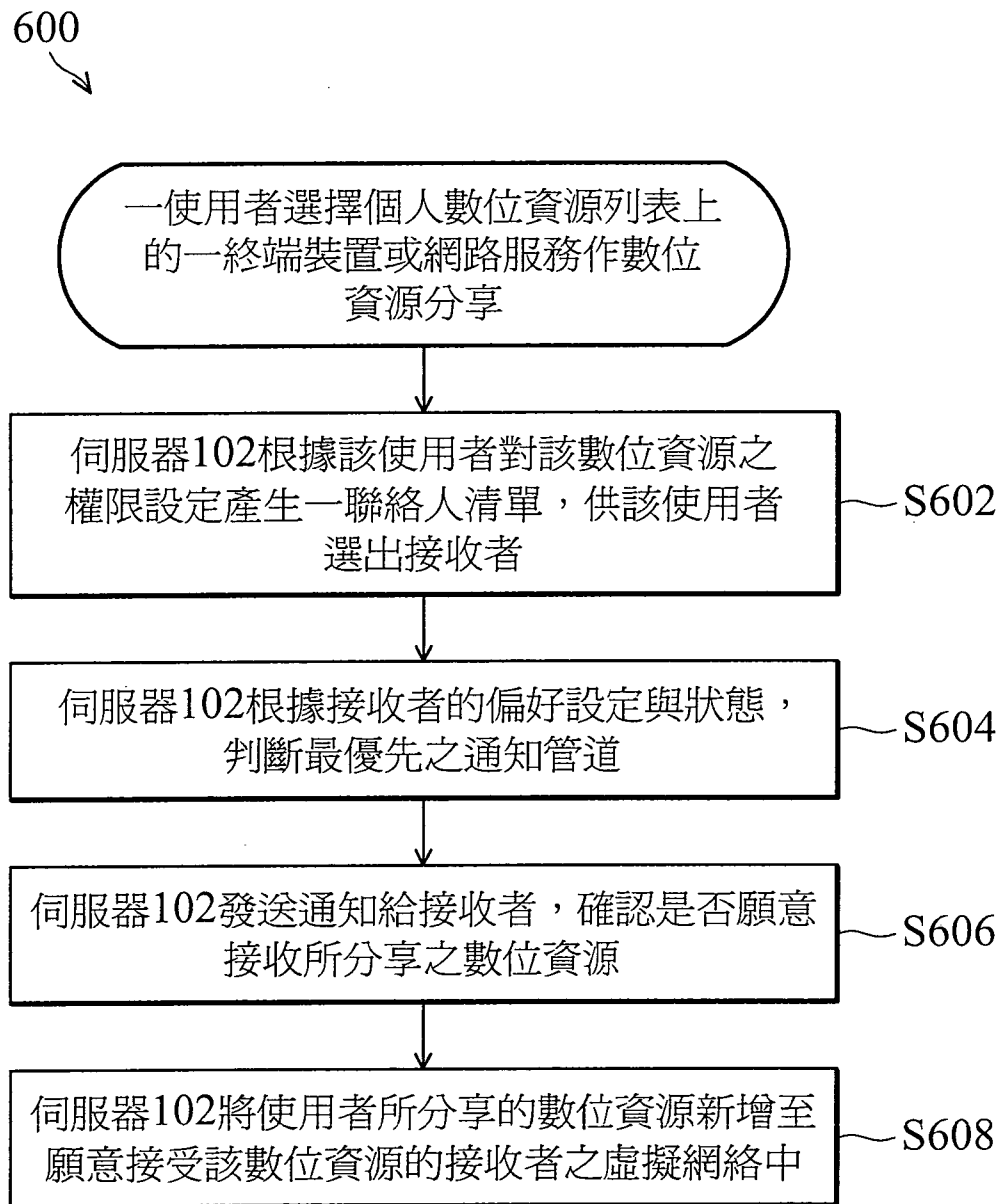 600
一使用者選擇個人數位資源列表上
的一終端裝置或網路服務作數位
資源分享
伺服器102根據該使用者對該數位資源之
權限設定產生一聯絡人清單，供該使用者
選出接收者
S602
伺服器102根據接收者的偏好設定與狀態，
判斷最優先之通知管道
S604
伺服器102發送通知給接收者，確認是否願意
接收所分享之數位資源
S606
伺服器102將使用者所分享的數位資源新增至
願意接受該數位資源的接收者之虛擬網絡中
S608